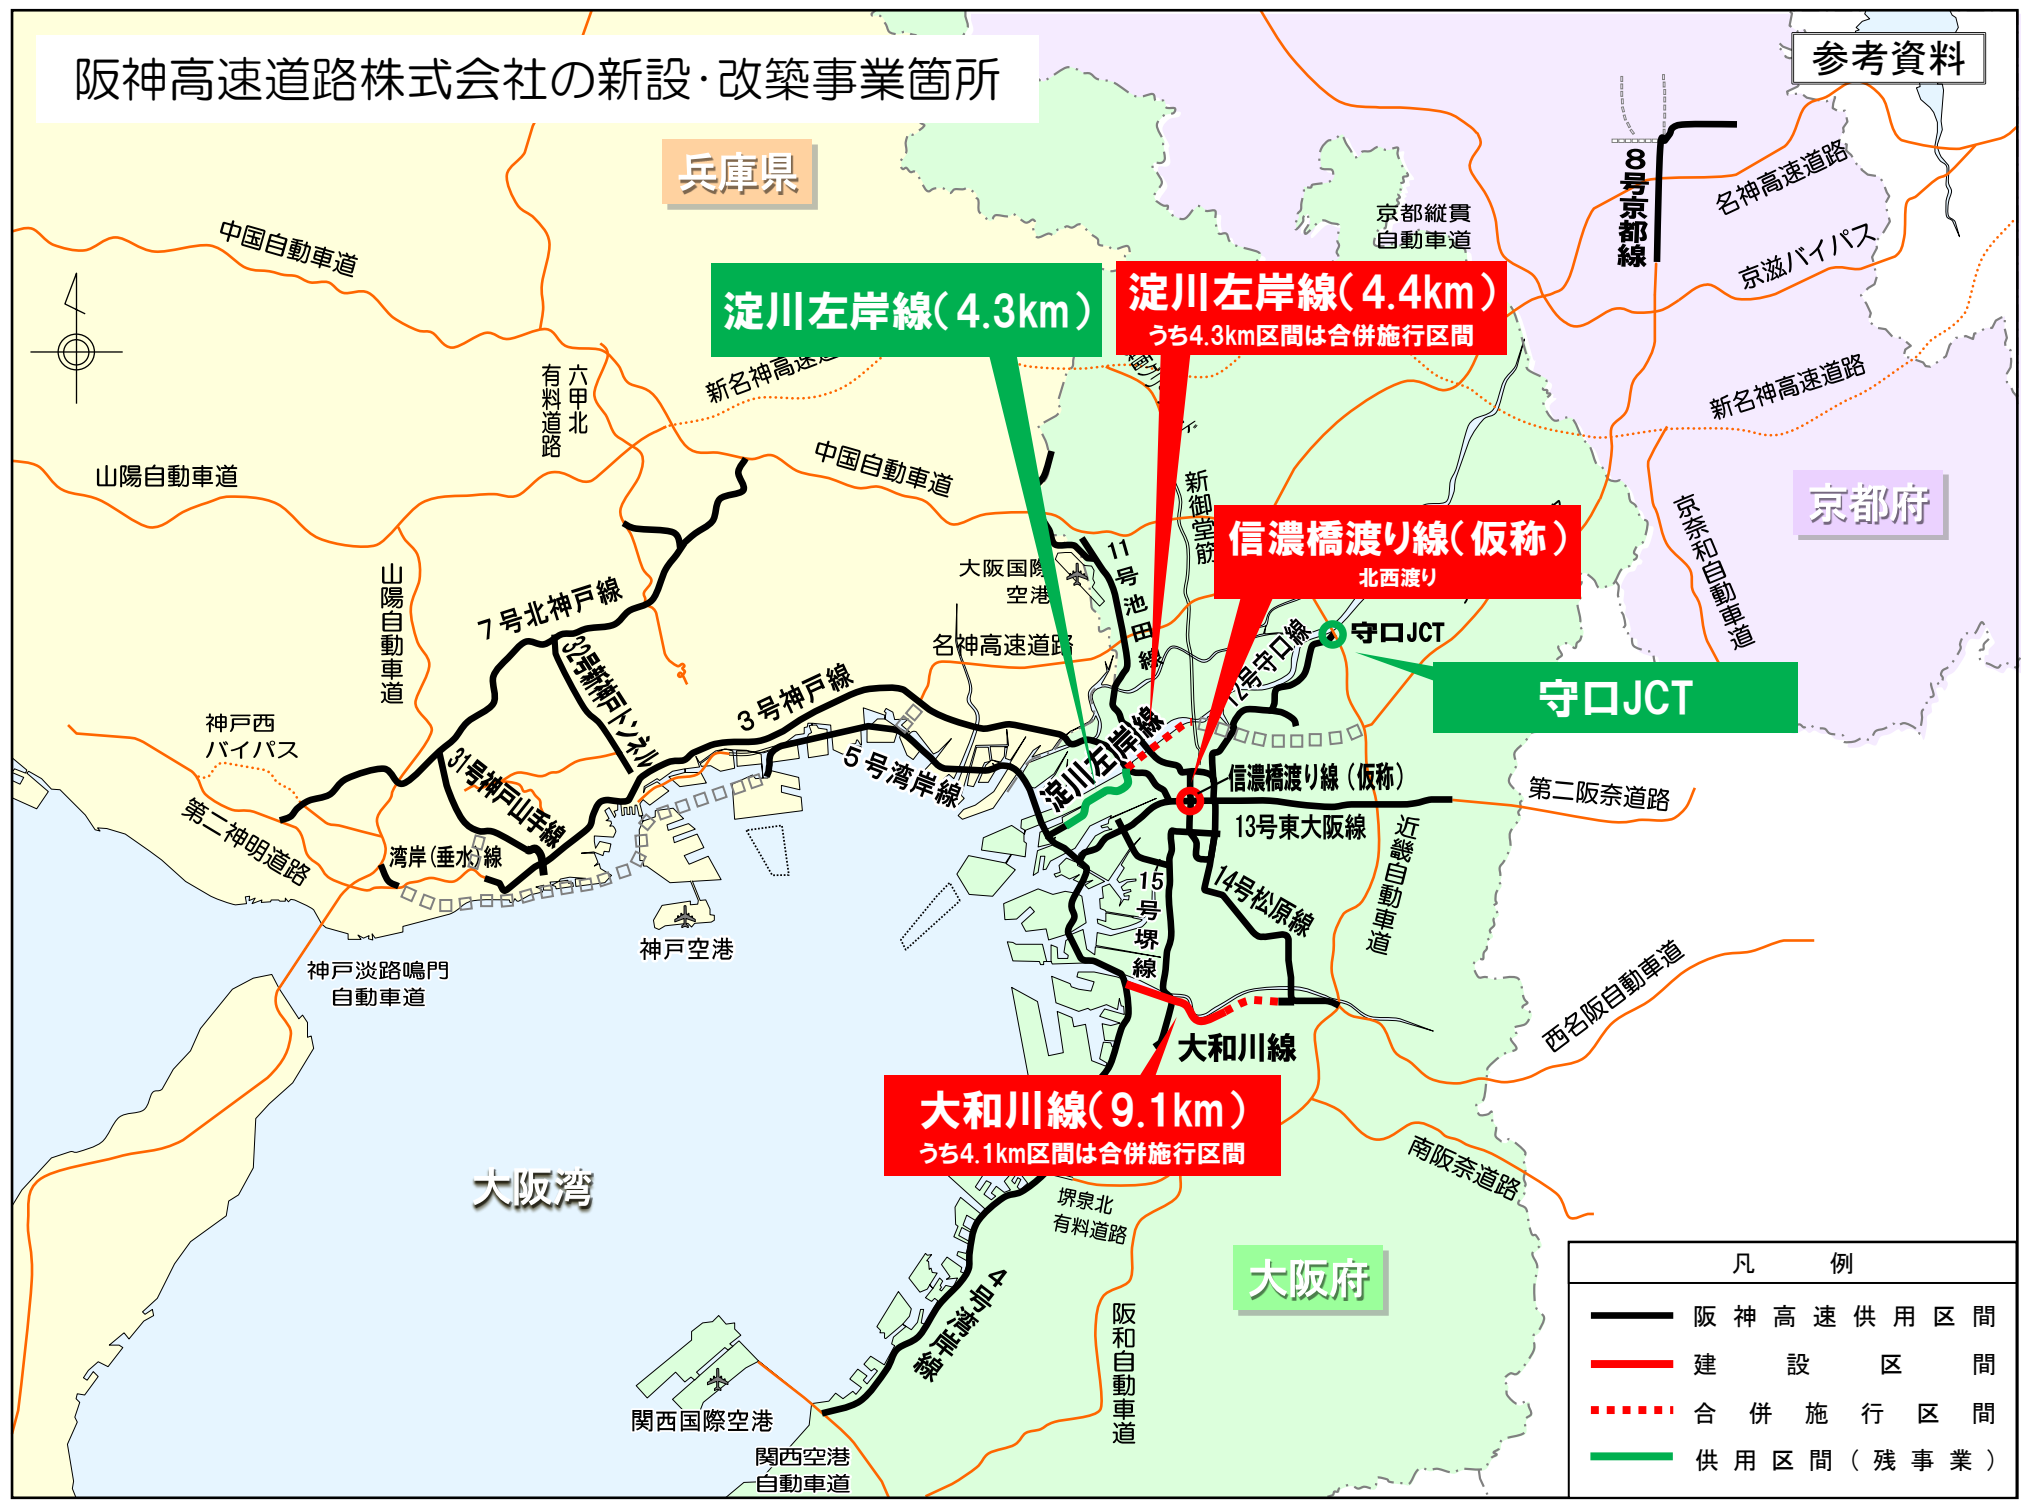 阪神高速道路株式会社の新設･改築事業箇所
参考資料
兵庫県
8号京都線
名神高速道路
京都縦貫
自動車道
京滋バイパス
中国自動車道
淀川左岸線(4.3km)
淀川左岸線(4.4km)
うち4.3km区間は合併施行区間
新名神高速道
六甲北
有料道路
新名神高速道路
山陽自動車道
中国自動車道
新御堂筋
京都府
京奈和自動車道
信濃橋渡り線(仮称)
北西渡り
大阪国際
空港
11号池田線
山陽自動車道
7号北神戸線
32号新神戸トンネル
名神高速道路
12号守口線
守口JCT
守口JCT
3号神戸線
神戸西
バイパス
31号神戸山手線
5号湾岸線
淀川左岸線
信濃橋渡り線(仮称)
第二阪奈道路
第二神明道路
湾岸(垂水)線
13号東大阪線
近畿自動車道
15号堺線
14号松原線
神戸空港
神戸淡路鳴門
自動車道
西名阪自動車道
大和川線
大和川線(9.1km)
うち4.1km区間は合併施行区間
南阪奈道路
大阪湾
堺泉北
有料道路
大阪府
4号湾岸線
阪和自動車道
関西国際空港
関西空港
自動車道
凡例
阪神高速供用区間
建設区間
合併施行区間
供用区間(残事業)